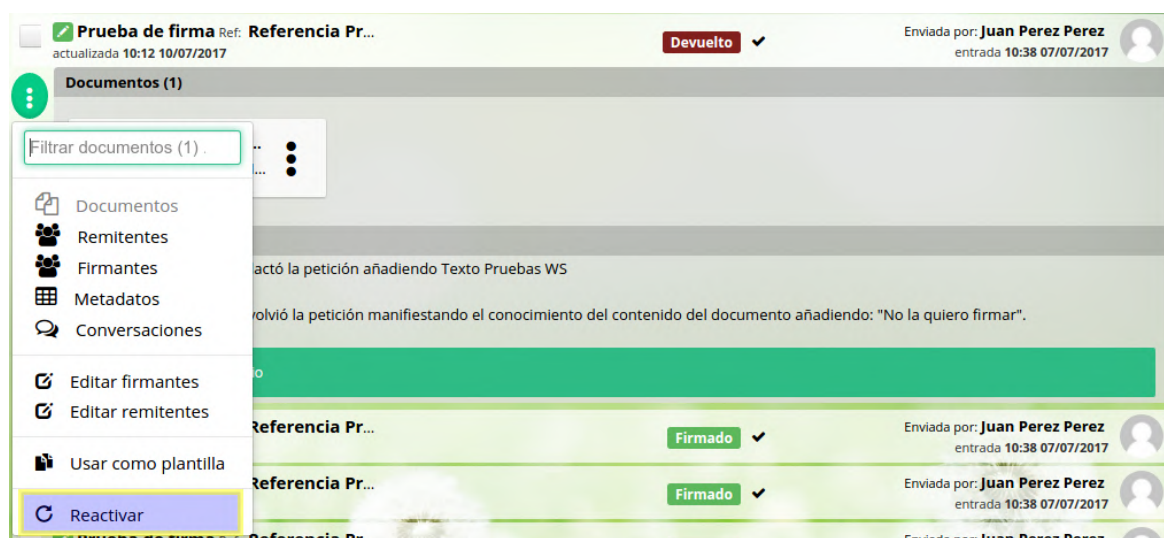 Prueba de firma Ref: Referencia Pr...
actualizada 10:12 10/07/2017
Devuelto
Enviada por: Juan Perez Perez
entrada 10:38 07/07/2017
Documentos (1)
Filtrar documentos (1) .
Documentos
Remitentes
Firmantes
Metadatos
Conversaciones
Editar firmantes
Editar remitentes
Usar como plantilla
Reactivar
actó la petición añadiendo Texto Pruebas WS
olvió la petición manifestando el conocimiento del contenido del documento añadiendo: "No la quiero firmar".
Referencia Pr...
Firmado
Enviada por: Juan Perez Perez
entrada 10:38 07/07/2017
Referencia Pr...
Firmado
Enviada por: Juan Perez Perez
entrada 10:38 07/07/2017